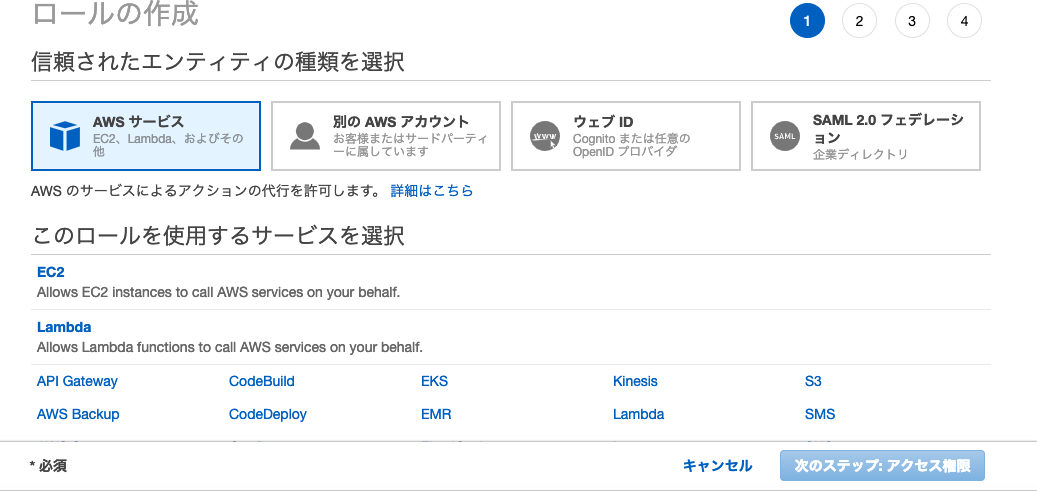 ロールの作成
1 2 3 4
信頼されたエンティティの種類を選択
AWS サービス
EC2、Lambda、およびその
他
別の AWS アカウント
お客様またはサードパーティ
ーに属しています
www
ウェブ ID
Cognito または任意の
OpenID プロバイダ
SAML
SAML 2.0 フェデレーシ
ョン
企業ディレクトリ
AWS のサービスによるアクションの代行を許可します。 詳細はこちら
このロールを使用するサービスを選択
EC2
Allows EC2 instances to call AWS services on your behalf.
Lambda
Allows Lambda functions to call AWS services on your behalf.
API Gateway CodeBuild EKS Kinesis S3
AWS Backup CodeDeploy EMR Lambda SMS
* 必須
キャンセル
次のステップ: アクセス権限